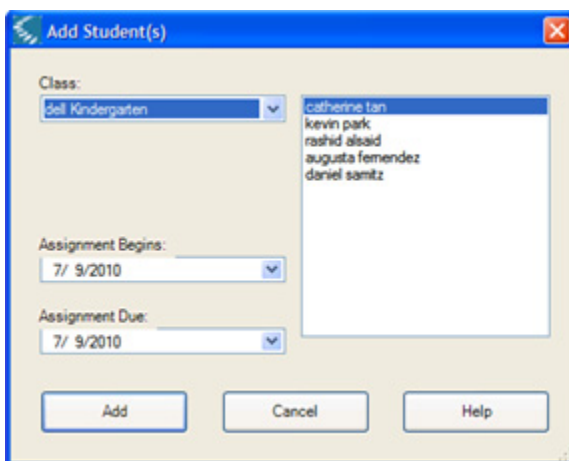 Add Student(s)
Class:
dell Kindergarten
catherine tan
kevin park
rashid alsaid
augusta fernendez
daniel samitz
Assignment Begins:
7/ 9/2010
Assignment Due:
7/ 9/2010
Add
Cancel
Help